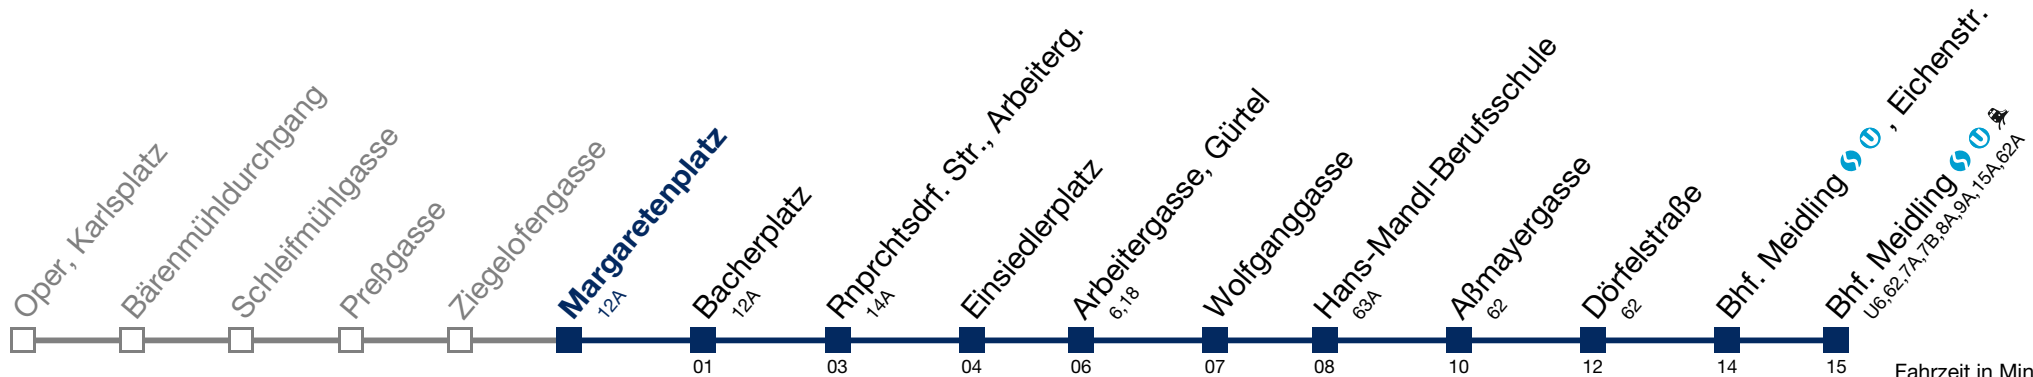 Oper, Karlsplatz
Bärenmühldurchgang
Schleifmühlgasse
Preßgasse
Ziegelofengasse
Margaretenplatz
12A
Bacherplatz
12A
01
Rnprchtsdrf. Str., Arbeiterg.
14A
03
Einsiedlerplatz
04
Arbeitergasse, Gürtel
6,18
06
Wolfganggasse
07
Hans-Mandl-Berufsschule
63A
08
Aßmayergasse
62
10
Dörfelstraße
62
12
Bhf. Meidling S U , Eichenstr.
14
Bhf. Meidling S U
U6,62,7A,7B,8A,9A,15A,62A
15
Fahrzeit in Min